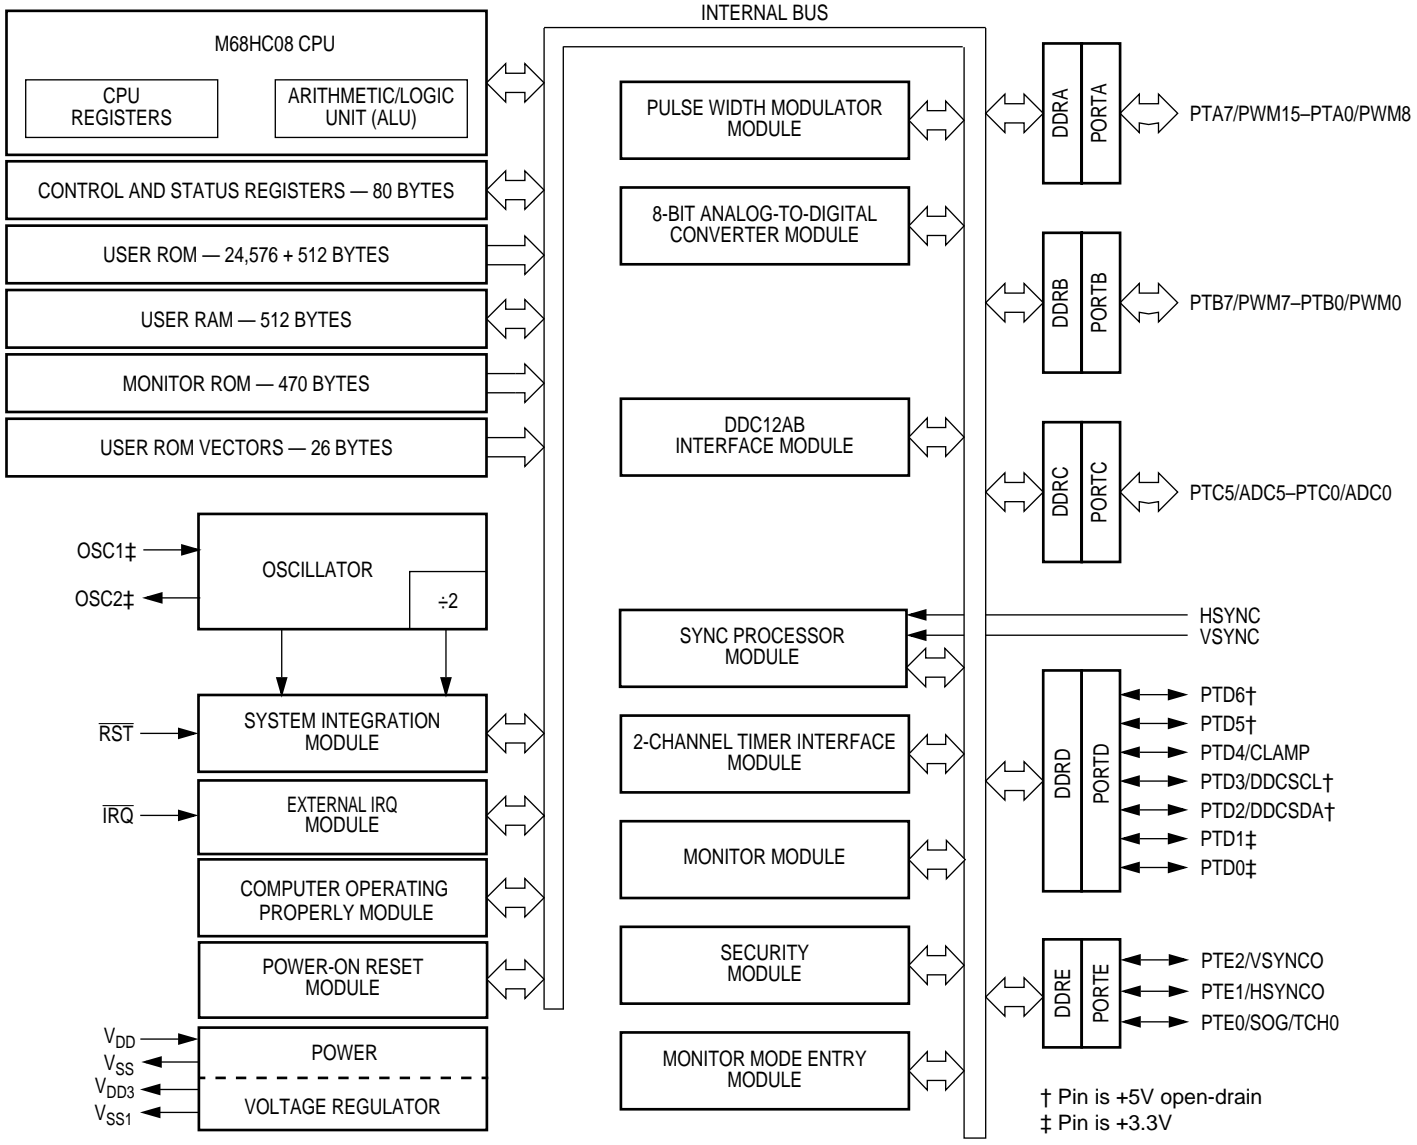 INTERNAL BUS
M68HC08 CPU
CPU
REGISTERS
ARITHMETIC/LOGIC
UNIT (ALU)
CONTROL AND STATUS REGISTERS — 80 BYTES
USER ROM — 24,576 + 512 BYTES
USER RAM — 512 BYTES
MONITOR ROM — 470 BYTES
USER ROM VECTORS — 26 BYTES
OSC1‡
OSC2‡
OSCILLATOR
÷2
RST
SYSTEM INTEGRATION
MODULE
IRQ
EXTERNAL IRQ
MODULE
COMPUTER OPERATING
PROPERLY MODULE
POWER-ON RESET
MODULE
VDD
VSS
VDD3
VSS1
POWER
VOLTAGE REGULATOR
PULSE WIDTH MODULATOR
MODULE
8-BIT ANALOG-TO-DIGITAL
CONVERTER MODULE
DDC12AB
INTERFACE MODULE
SYNC PROCESSOR
MODULE
2-CHANNEL TIMER INTERFACE
MODULE
MONITOR MODULE
SECURITY
MODULE
MONITOR MODE ENTRY
MODULE
DDRA
PORTA
PTA7/PWM15–PTA0/PWM8
DDRB
PORTB
PTB7/PWM7–PTB0/PWM0
DDRC
PORTC
PTC5/ADC5–PTC0/ADC0
HSYNC
VSYNC
DDRD
PORTD
PTD6†
PTD5†
PTD4/CLAMP
PTD3/DDCSCL†
PTD2/DDCSDA†
PTD1‡
PTD0‡
DDRE
PORTE
PTE2/VSYNCO
PTE1/HSYNCO
PTE0/SOG/TCH0
† Pin is +5V open-drain
‡ Pin is +3.3V